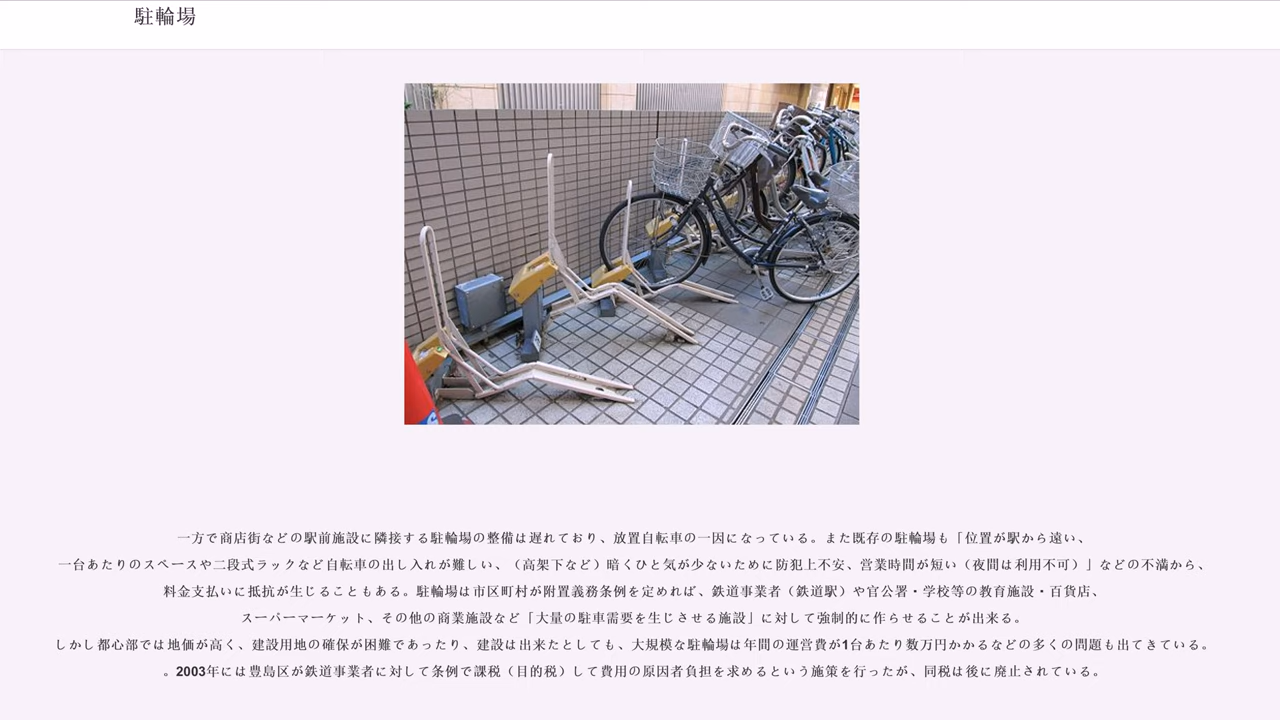 駐輪場
一方で商店街などの駅前施設に隣接する駐輪場の整備は遅れており、放置自転車の一因になっている。また既存の駐輪場も「位置が駅から遠い、
一台あたりのスペースや二段式ラックなど自転車の出し入れが難しい、（高架下など）暗くひと気が少ないために防犯上不安、営業時間が短い（夜間は利用不可）」などの不満から、
料金支払いに抵抗が生じることもある。駐輪場は市区町村が附置義務条例を定めれば、鉄道事業者（鉄道駅）や官公署・学校等の教育施設・百貨店、
スーパーマーケット、その他の商業施設など「大量の駐車需要を生じさせる施設」に対して強制的に作らせることが出来る。
しかし都心部では地価が高く、建設用地の確保が困難であったり、建設は出来たとしても、大規模な駐輪場は年間の運営費が1台あたり数万円かかるなどの多くの問題も出てきている。
。2003年には豊島区が鉄道事業者に対して条例で課税（目的税）して費用の原因者負担を求めるという施策を行ったが、同税は後に廃止されている。